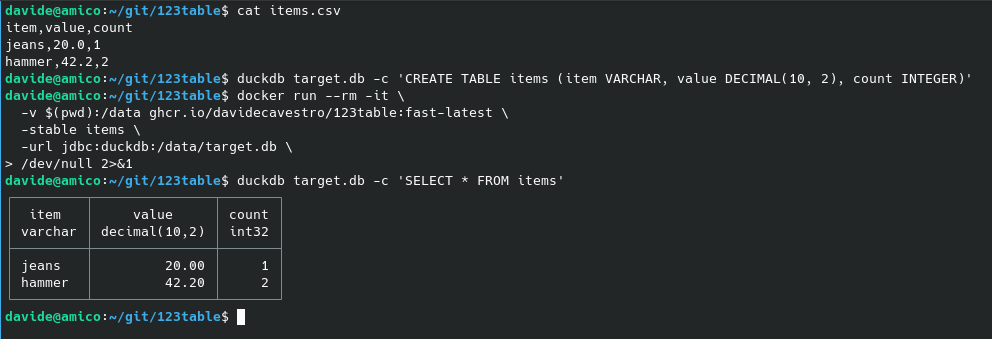 davide@amico:~/git/123table$ cat items.csv
item,value,count
jeans,20.0,1
hammer,42.2,2
davide@amico:~/git/123table$ duckdb target.db -c 'CREATE TABLE items (item VARCHAR, value DECIMAL(10, 2), count INTEGER)'
davide@amico:~/git/123table$ docker run --rm -it \
  -v $(pwd):/data ghcr.io/davidecavestro/123table:fast-latest \
  -stable items \
  -url jdbc:duckdb:/data/target.db \
> /dev/null 2>&1
davide@amico:~/git/123table$ duckdb target.db -c 'SELECT * FROM items'
item value count
varchar decimal(10,2) int32
jeans 20.00 1
hammer 42.20 2
davide@amico:~/git/123table$